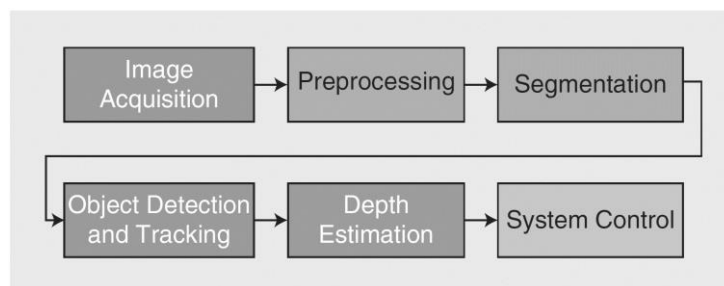 Image
Acquisition
Preprocessing
Segmentation
Object Detection
and Tracking
Depth
Estimation
System Control